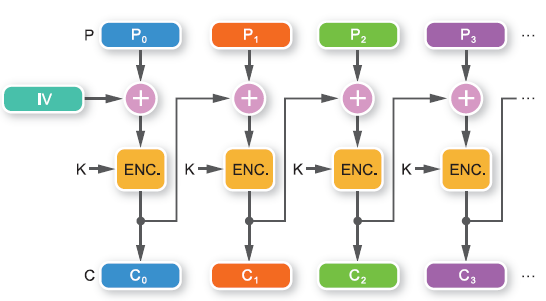 P P₀ P₁ P₂ P₃ ...
IV + + + + ...
K ENC. K ENC. K ENC. K ENC.
C C₀ C₁ C₂ C₃ ...